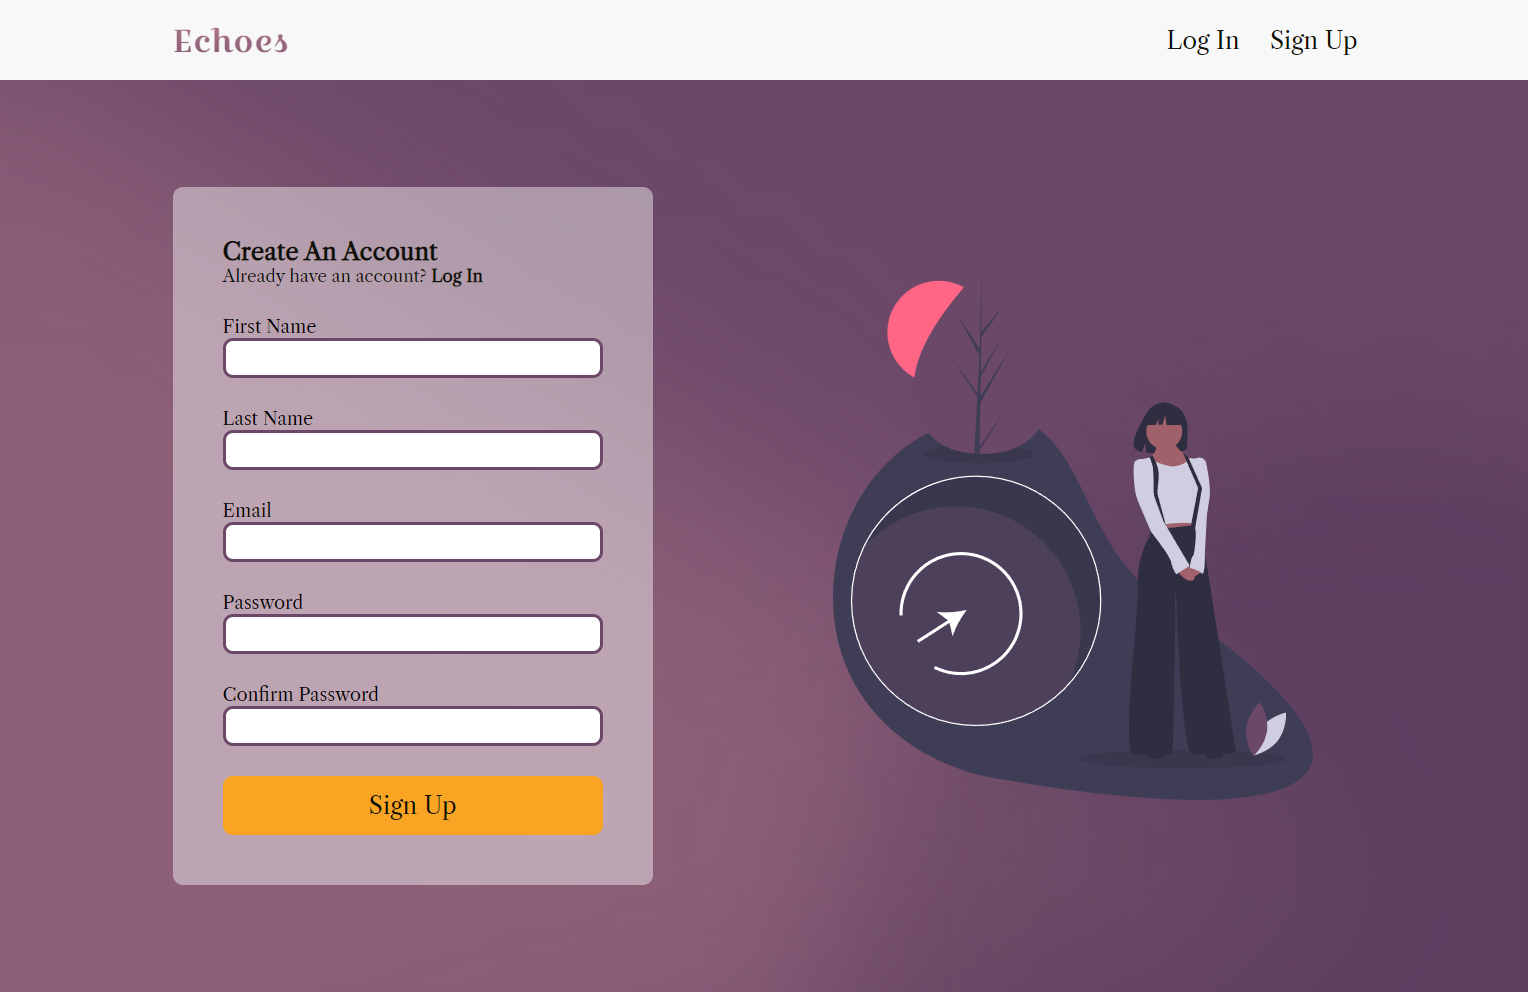 Echoes
Log In
Sign Up
Create An Account
Already have an account? Log In
First Name
Last Name
Email
Password
Confirm Password
Sign Up